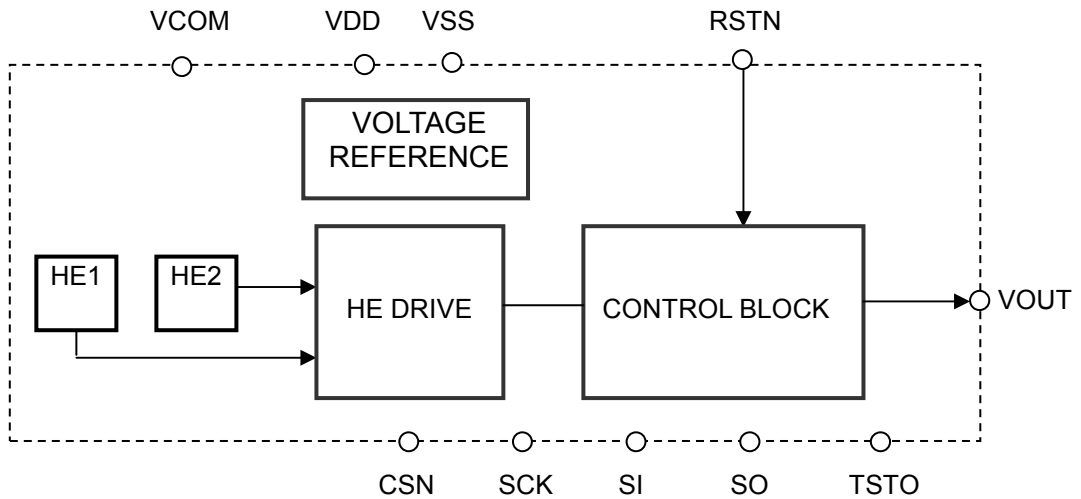 VCOM
VDD
VSS
RSTN
VOLTAGE
REFERENCE
HE1
HE2
HE DRIVE
CONTROL BLOCK
VOUT
CSN
SCK
SI
SO
TSTO